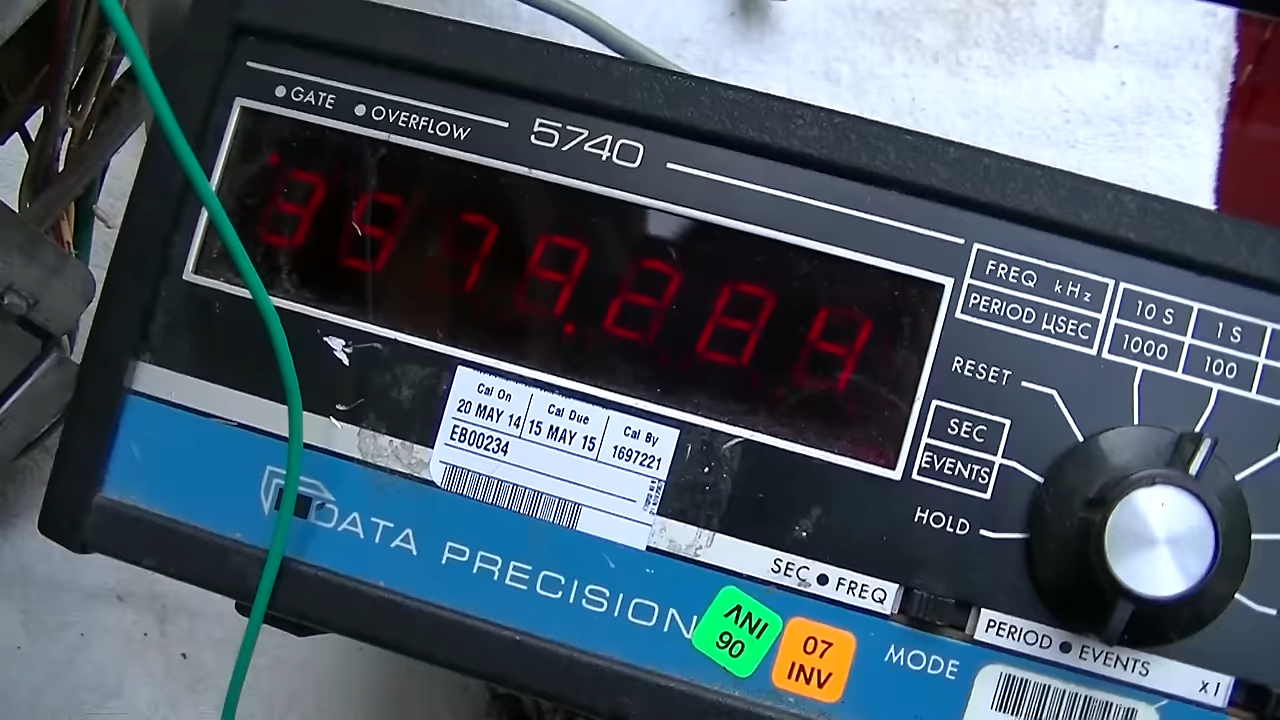 GATE OVERFLOW 5740
3979.284
FREQ kHz
PERIOD µSEC
10 S 1 S
1000 100
RESET
SEC
EVENTS
HOLD
Cal On Cal Due Cal By
20 MAY 14 15 MAY 15 1697221
EB00234
DATA PRECISION
SEC FREQ
PERIOD EVENTS
x1
ANI
90
07
INV
MODE